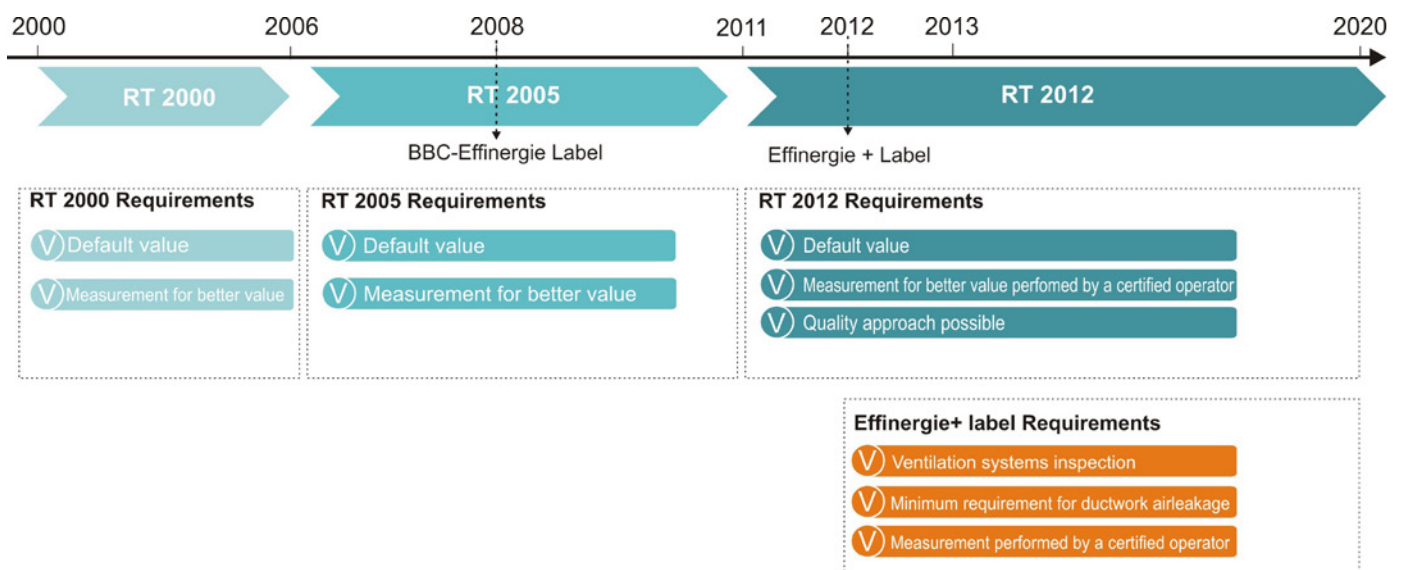 2000 2006 2008 2011 2012 2013 2020
RT 2000 RT 2005 RT 2012
BBC-Effinergie Label
Effinergie + Label
RT 2000 Requirements
V Default value
V Measurement for better value
RT 2005 Requirements
V Default value
V Measurement for better value
RT 2012 Requirements
V Default value
V Measurement for better value perfomed by a certified operator
V Quality approach possible
Effinergie+ label Requirements
V Ventilation systems inspection
V Minimum requirement for ductwork airleakage
V Measurement performed by a certified operator